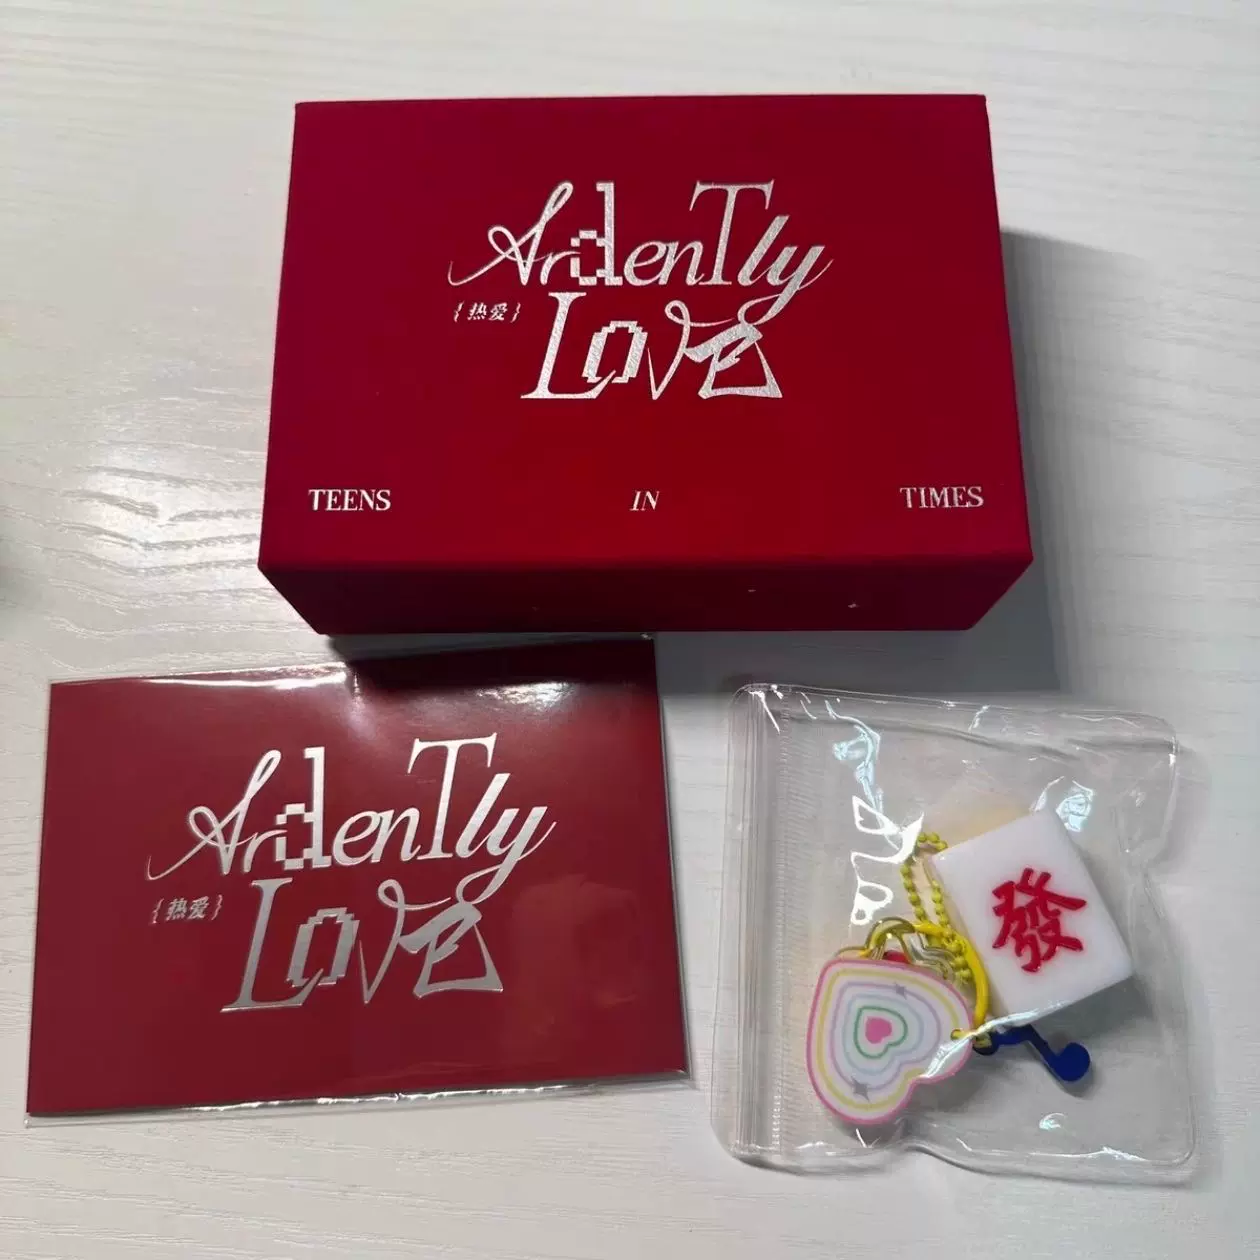 ArdenTly
{热爱}
LOVE
TEENS IN TIMES
ArdenTly
{热爱}
LOVE
發